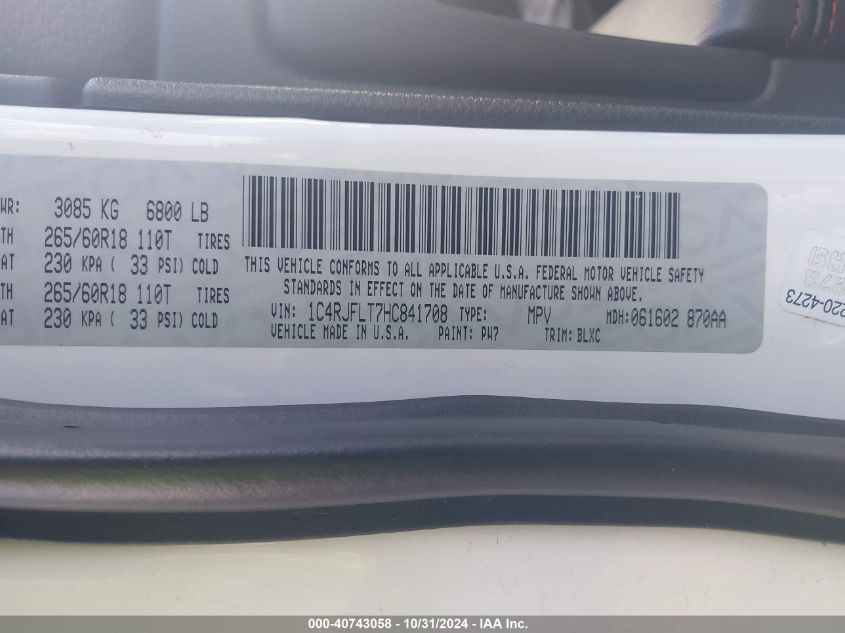 WR: 3085 KG 6800 LB
TH 265/60R18 110T TIRES
AT 230 KPA ( 33 PSI) COLD
TH 265/60R18 110T TIRES
AT 230 KPA ( 33 PSI) COLD
THIS VEHICLE CONFORMS TO ALL APPLICABLE U.S.A. FEDERAL MOTOR VEHICLE SAFETY
STANDARDS IN EFFECT ON THE DATE OF MANUFACTURE SHOWN ABOVE.
VIN: 1C4RJFLT7HC841708 TYPE: MPV MDH: 061602 870AA
VEHICLE MADE IN U.S.A. PAINT: PW7 TRIM: BLXC
220-4273
000-40743058 - 10/31/2024 - IAA Inc.